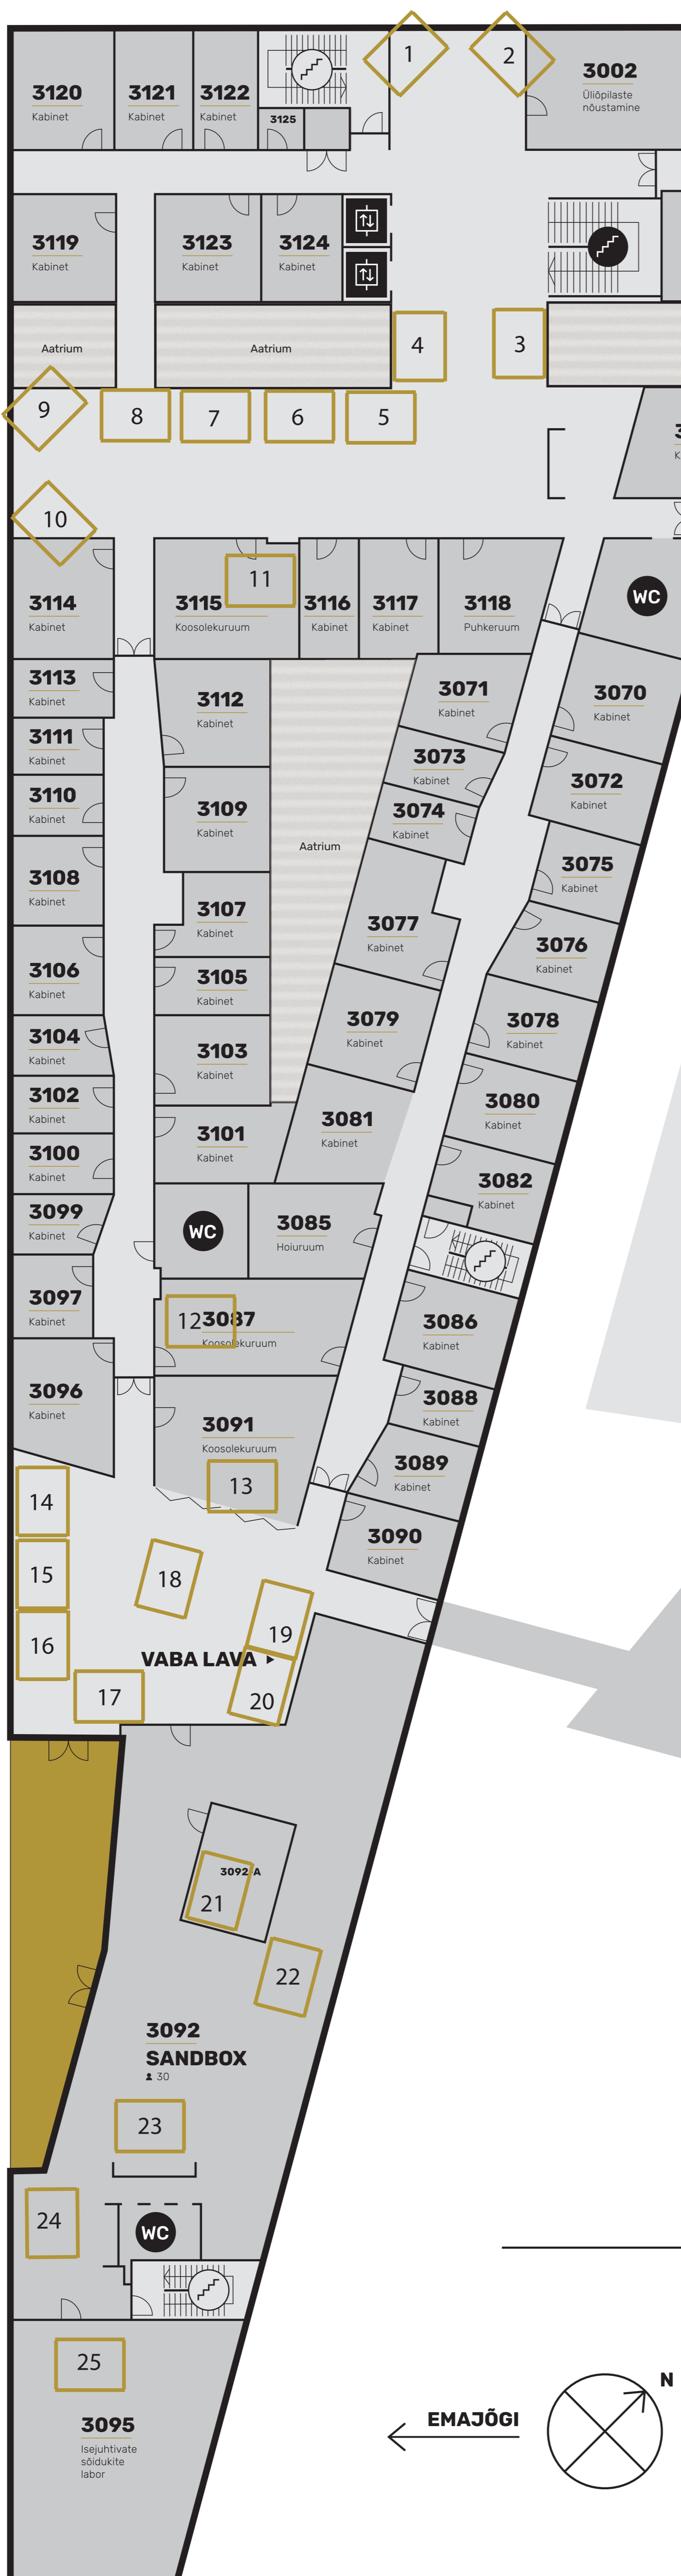 1
2
3120
Kabinet
3121
Kabinet
3122
Kabinet
3125
3002
Üliõpilaste
nõustamine
3119
Kabinet
3123
Kabinet
3124
Kabinet
Aatrium
Aatrium
4
3
9
8
7
6
5
10
3114
Kabinet
11
3115
Koosolekuruum
3116
Kabinet
3117
Kabinet
3118
Puhkeruum
WC
3113
Kabinet
3112
Kabinet
3071
Kabinet
3070
Kabinet
3111
Kabinet
3073
Kabinet
3072
Kabinet
3110
Kabinet
3109
Kabinet
3074
Kabinet
Aatrium
3108
Kabinet
3075
Kabinet
3107
Kabinet
3077
Kabinet
3076
Kabinet
3106
Kabinet
3105
Kabinet
3079
Kabinet
3078
Kabinet
3104
Kabinet
3103
Kabinet
3102
Kabinet
3080
Kabinet
3101
Kabinet
3081
Kabinet
3100
Kabinet
3082
Kabinet
3099
Kabinet
WC
3085
Hoiuruum
3097
Kabinet
12
3087
Koosolekuruum
3086
Kabinet
3096
Kabinet
3088
Kabinet
3091
Koosolekuruum
3089
Kabinet
13
14
3090
Kabinet
15
18
16
19
VABA LAVA
17
20
3092 A
21
22
3092
SANDBOX
30
23
24
WC
25
3095
Isejuhtivate
sõidukite
labor
N
EMAJÕGI